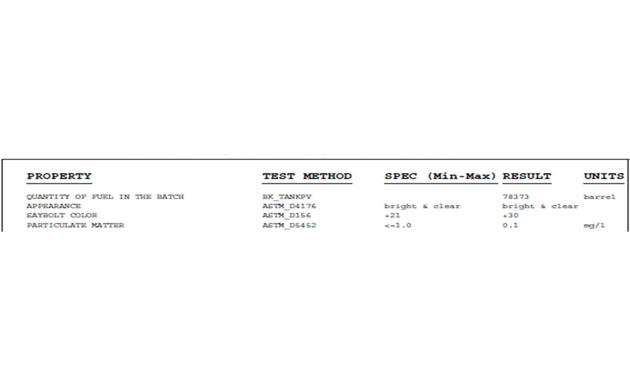 PROPERTY TEST METHOD SPEC (Min-Max) RESULT UNITS
QUANTITY OF FUEL IN THE BATCH BK_TANKPV 78373 barrel
APPEARANCE ASTM_D4176 bright & clear bright & clear
SAYBOLT COLOR ASTM_D156 +21 +30
PARTICULATE MATTER ASTM_D5452 <=1.0 0.1 mg/l